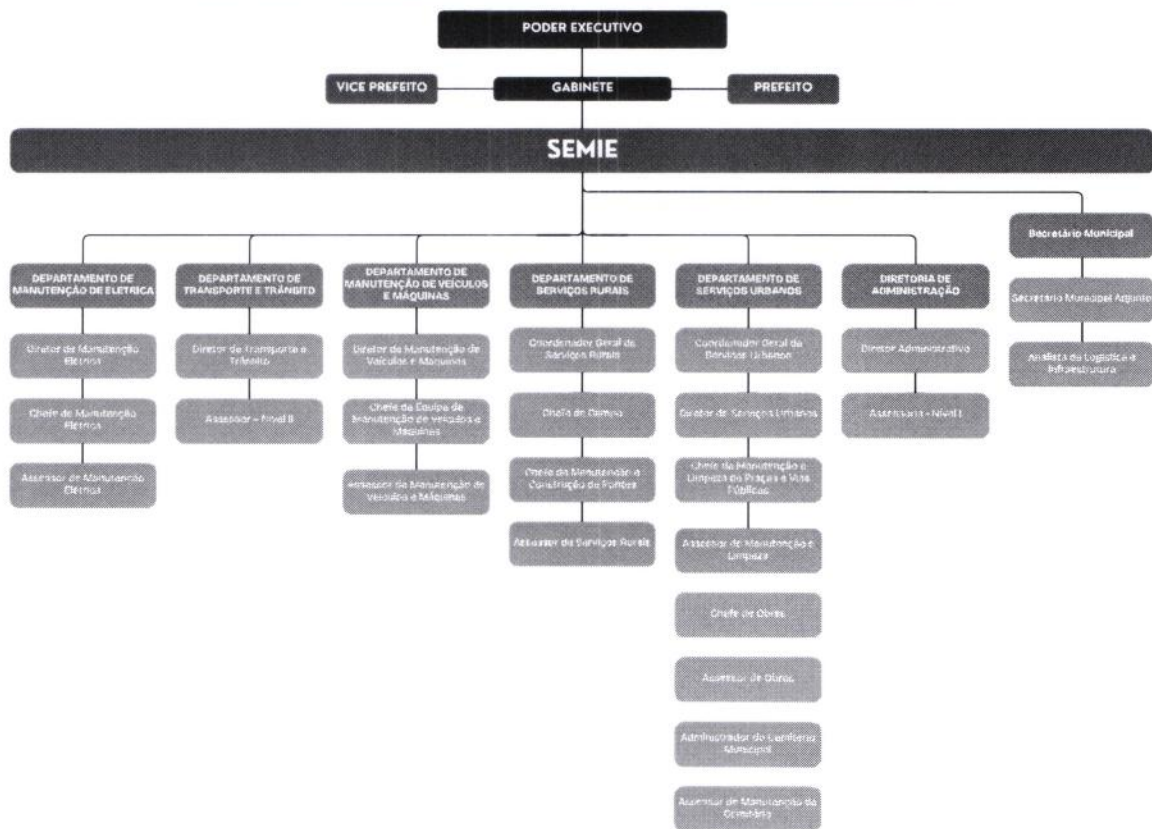 PODER EXECUTIVO
VICE PREFEITO
GABINETE
PREFEITO
SEMIE
DEPARTAMENTO DE
MANUTENÇÃO DE ELETRICA
Diretor de Manutenção
Elétrica
Chefe de Manutenção
Elétrica
Assessor de Manutenção
Elétrica
DEPARTAMENTO DE
TRANSPORTE E TRÂNSITO
Diretor de Transporte e
Trânsito
Assessor - Nível II
DEPARTAMENTO DE
MANUTENÇÃO DE VEÍCULOS
E MÁQUINAS
Diretor de Manutenção de
Veículos e Máquinas
Chefe da Equipe de
Manutenção de Veículos e
Máquinas
Assessor de Manutenção de
Veículos e Máquinas
DEPARTAMENTO DE
SERVIÇOS RURAIS
Coordenador Geral de
Serviços Rurais
Chefe de Campo
Chefe da Manutenção e
Construção de Pontes
Assessor de Serviços Rurais
DEPARTAMENTO DE
SERVIÇOS URBANOS
Coordenador Geral de
Serviços Urbanos
Diretor de Serviços Urbanos
Chefe da Manutenção e
Limpeza de Praças e Vias
Públicas
Assessor de Manutenção e
Limpeza
Chefe de Obras
Assessor de Obras
Administrador do Cemitério
Municipal
Assessor de Manutenção do
Cemitério
DIRETORIA DE
ADMINISTRAÇÃO
Diretor Administrativo
Assessoria - Nível I
Secretário Municipal
Secretário Municipal Adjunto
Analista de Logística e
Infraestrutura